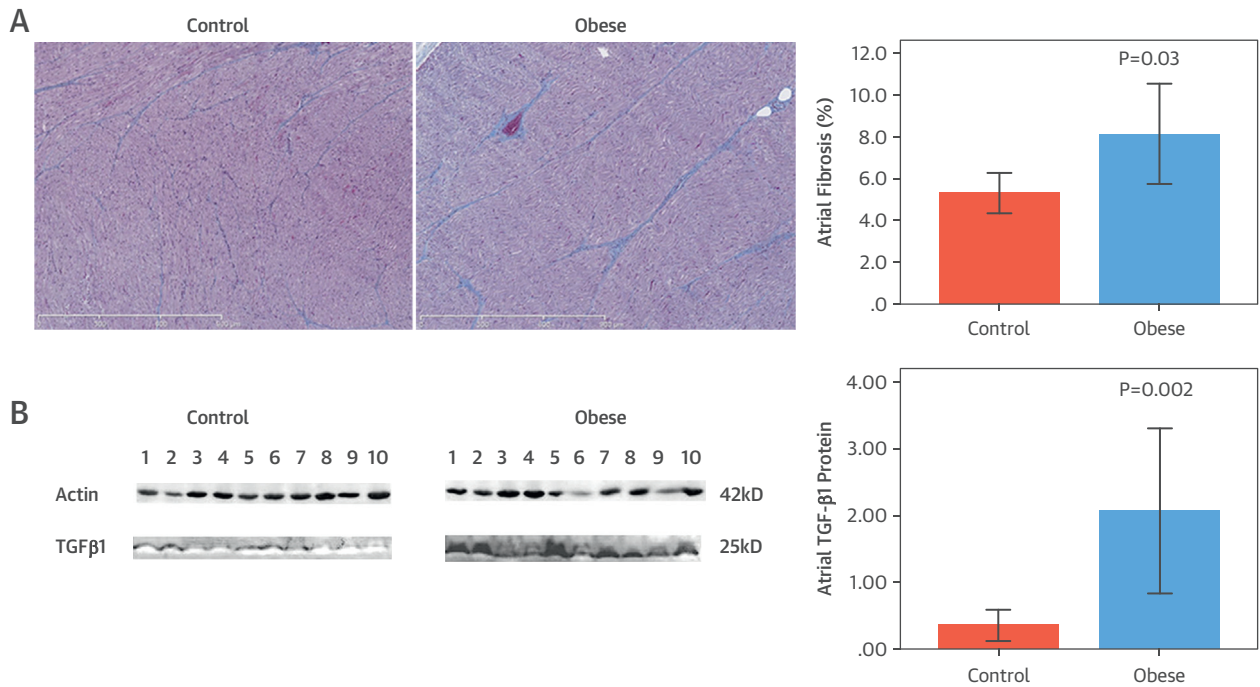 A
Control
Obese
12.0
10.0
8.0
6.0
4.0
2.0
.0
Atrial Fibrosis (%)
P=0.03
Control
Obese
B
Control
Obese
1 2 3 4 5 6 7 8 9 10
1 2 3 4 5 6 7 8 9 10
Actin
42kD
TGFβ1
25kD
4.00
3.00
2.00
1.00
.00
Atrial TGF-β1 Protein
P=0.002
Control
Obese